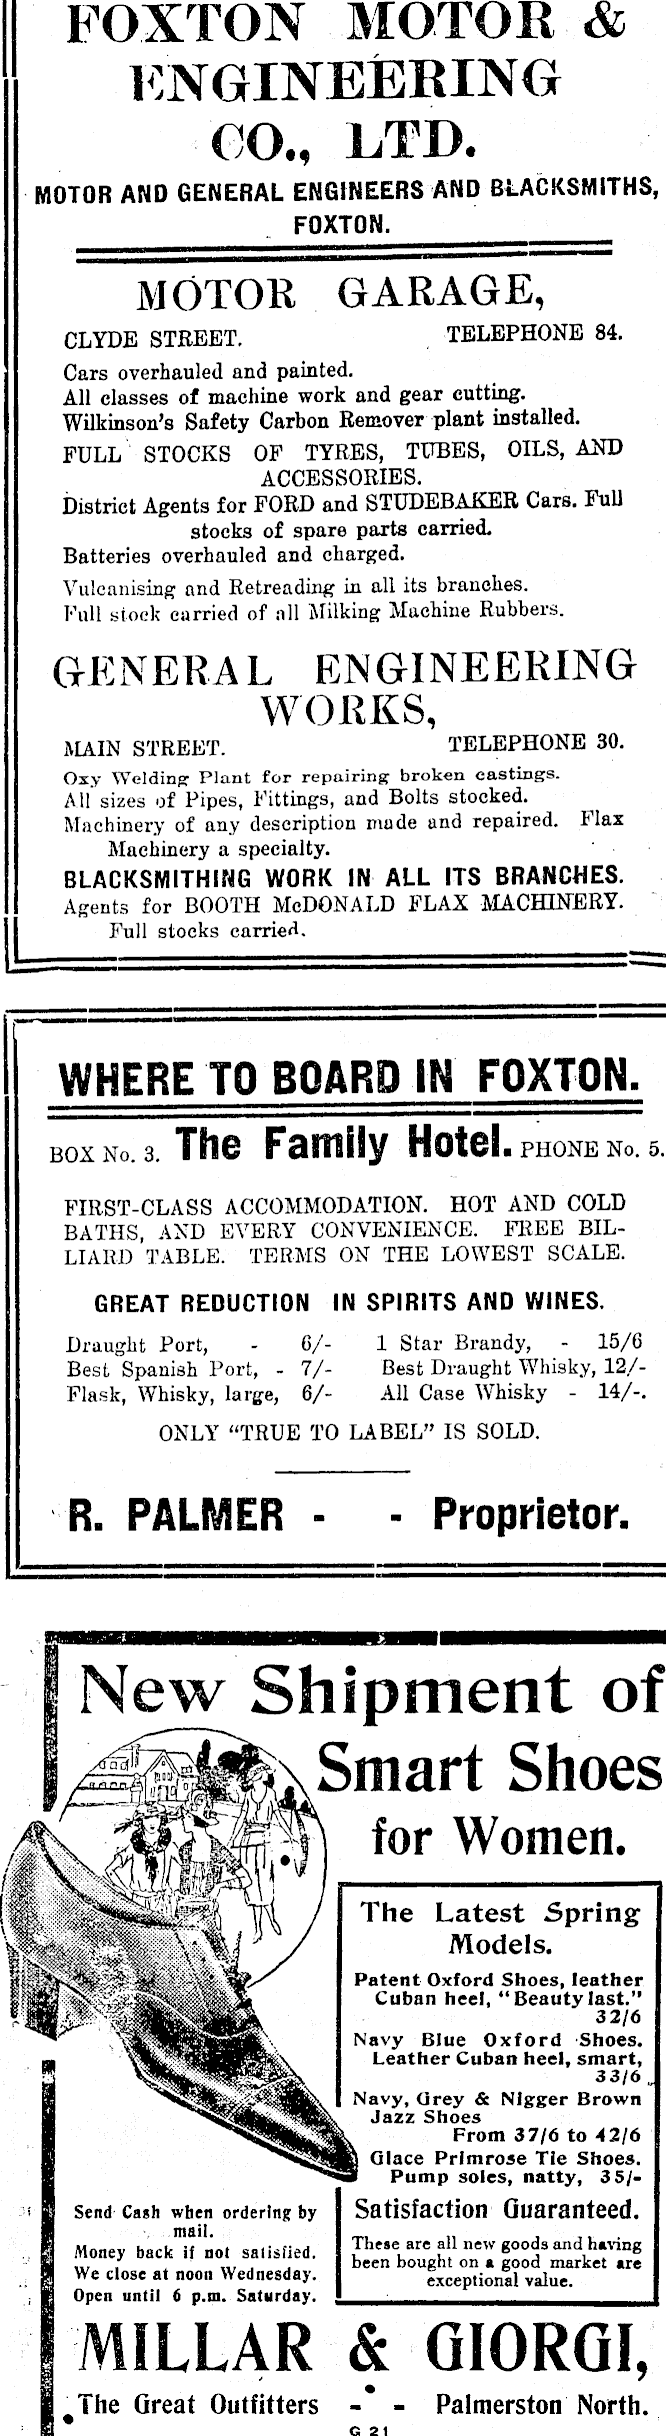 FOXTON MOTOR &
ENGINEERING
CO., LTD.
MOTOR AND GENERAL ENGINEERS AND BLACKSMITHS,
FOXTON.
MOTOR GARAGE,
CLYDE STREET. TELEPHONE 84.
Cars overhauled and painted.
All classes of machine work and gear cutting.
Wilkinson's Safety Carbon Remover plant installed.
FULL STOCKS OF TYRES, TUBES, OILS, AND
ACCESSORIES.
District Agents for FORD and STUDEBAKER Cars. Full
stocks of spare parts carried.
Batteries overhauled and charged.
Vulcanising and Retreading in all its branches.
Full stock carried of all Milking Machine Rubbers.
GENERAL ENGINEERING
WORKS,
MAIN STREET. TELEPHONE 30.
Oxy Welding Plant for repairing broken castings.
All sizes of Pipes, Fittings, and Bolts stocked.
Machinery of any description made and repaired. Flax
Machinery a specialty.
BLACKSMITHING WORK IN ALL ITS BRANCHES.
Agents for BOOTH McDONALD FLAX MACHINERY.
Full stocks carried.
WHERE TO BOARD IN FOXTON.
BOX No. 3. The Family Hotel. PHONE No. 5.
FIRST-CLASS ACCOMMODATION. HOT AND COLD
BATHS, AND EVERY CONVENIENCE. FREE BIL-
LIARD TABLE. TERMS ON THE LOWEST SCALE.
GREAT REDUCTION IN SPIRITS AND WINES.
Draught Port, - 6/- 1 Star Brandy, - 15/6
Best Spanish Port, - 7/- Best Draught Whisky, 12/-
Flask, Whisky, large, 6/- All Case Whisky - 14/-.
ONLY "TRUE TO LABEL" IS SOLD.
R. PALMER - - Proprietor.
New Shipment of
Smart Shoes
for Women.
The Latest Spring
Models.
Patent Oxford Shoes, leather
Cuban heel, "Beauty last."
32/6
Navy Blue Oxford Shoes.
Leather Cuban heel, smart,
33/6
Navy, Grey & Nigger Brown
Jazz Shoes
From 37/6 to 42/6
Glace Primrose Tie Shoes.
Pump soles, natty, 35/-
Satisfaction Guaranteed.
These are all new goods and having
been bought on a good market are
exceptional value.
Send Cash when ordering by
mail.
Money back if not satisfied.
We close at noon Wednesday.
Open until 6 p.m. Saturday.
MILLAR & GIORGI,
The Great Outfitters - - Palmerston North.
G 21